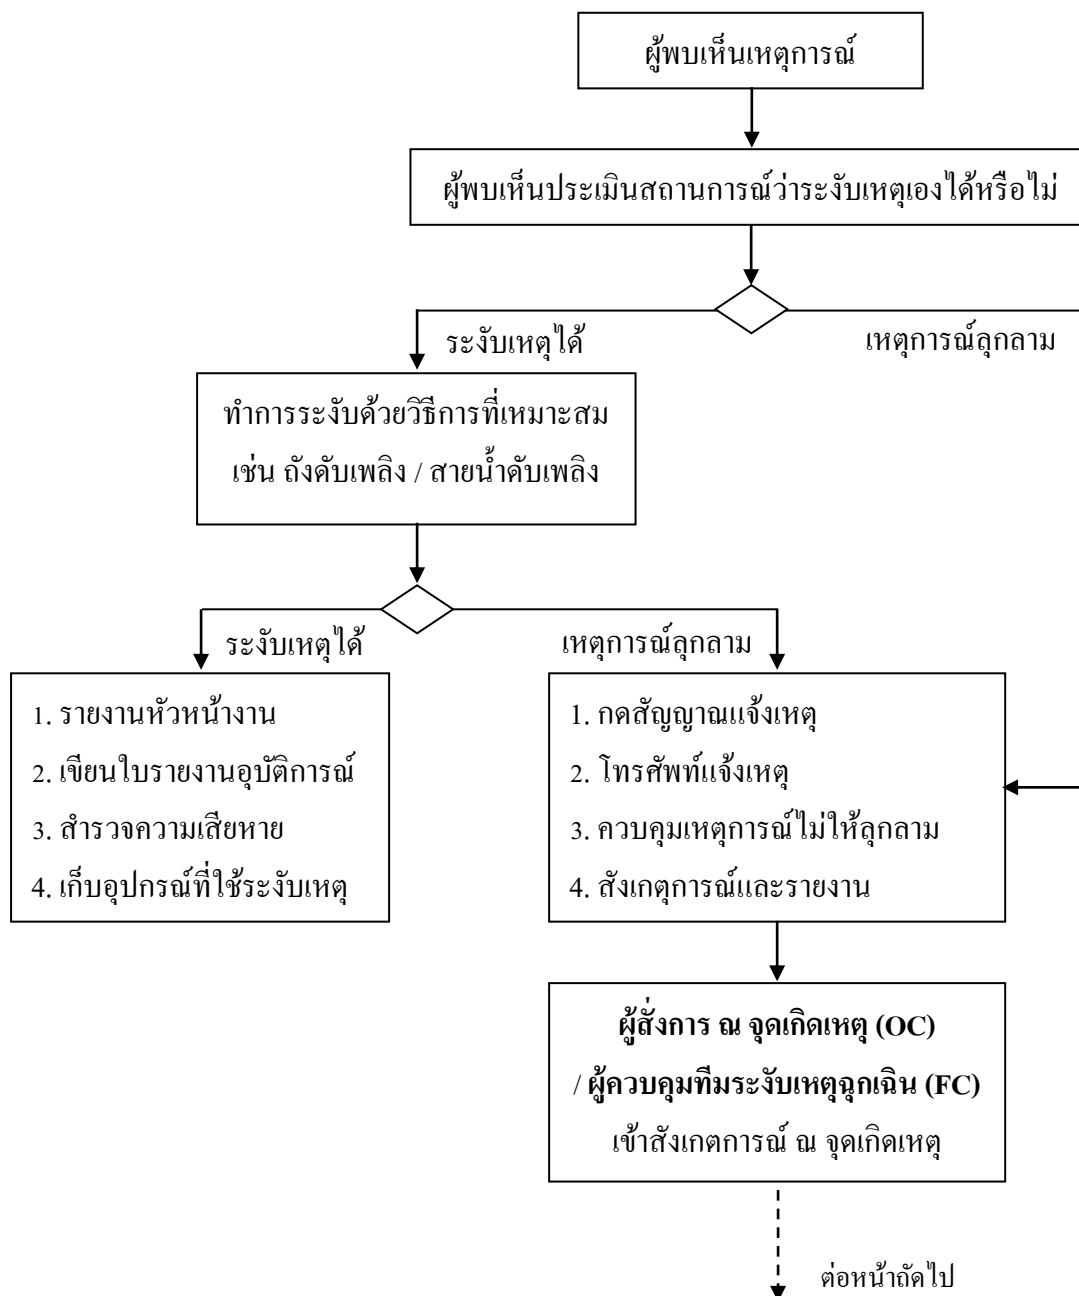 ผู้พบเห็นเหตุการณ์
ผู้พบเห็นประเมินสถานการณ์ว่าระงับเหตุเองได้หรือไม่
ระงับเหตุได้
เหตุการณ์ลุกลาม
ทำการระงับด้วยวิธีการที่เหมาะสม
เช่น ถังดับเพลิง / สายน้ำดับเพลิง
ระงับเหตุได้
เหตุการณ์ลุกลาม
1. รายงานหัวหน้างาน
2. เขียนใบรายงานอุบัติการณ์
3. สำรวจความเสียหาย
4. เก็บอุปกรณ์ที่ใช้ระงับเหตุ
1. กดสัญญาณแจ้งเหตุ
2. โทรศัพท์แจ้งเหตุ
3. ควบคุมเหตุการณ์ไม่ให้ลุกลาม
4. สังเกตุการณ์และรายงาน
ผู้สั่งการ ณ จุดเกิดเหตุ (OC)
/ ผู้ควบคุมทีมระงับเหตุฉุกเฉิน (FC)
เข้าสังเกตการณ์ ณ จุดเกิดเหตุ
ต่อหน้าถัดไป